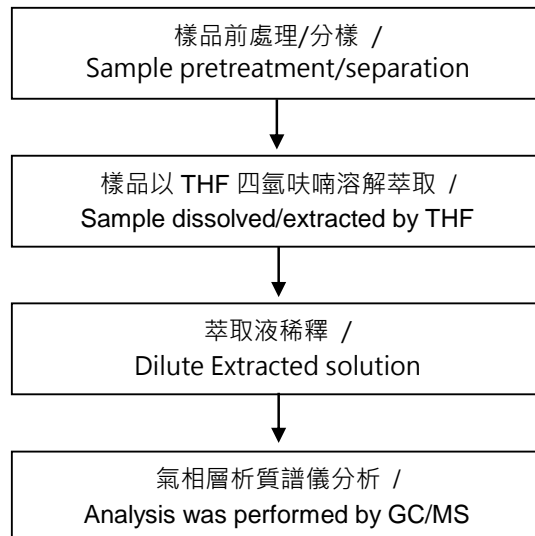 樣品前處理/分樣 /
Sample pretreatment/separation
樣品以 THF 四氫呋喃溶解萃取 /
Sample dissolved/extracted by THF
萃取液稀釋 /
Dilute Extracted solution
氣相層析質譜儀分析 /
Analysis was performed by GC/MS